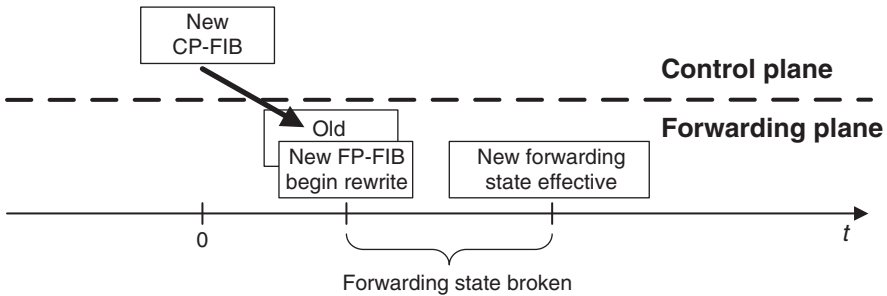 New
CP-FIB
Control plane
Forwarding plane
Old
New FP-FIB
begin rewrite
New forwarding
state effective
0
t
Forwarding state broken